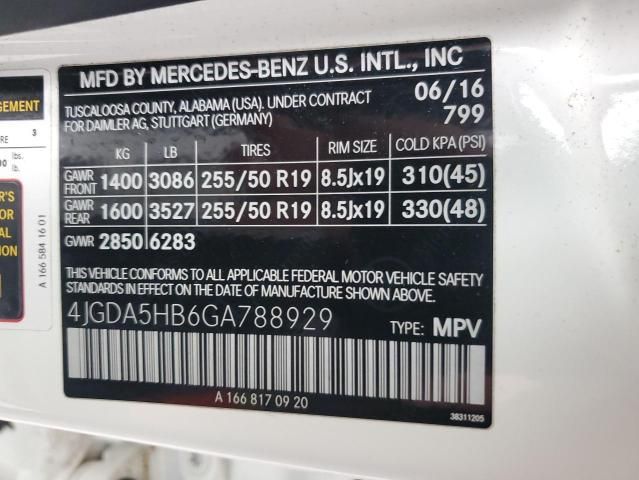 MFD BY MERCEDES-BENZ U.S. INTL., INC
TUSCALOOSA COUNTY, ALABAMA (USA). UNDER CONTRACT 06/16
FOR DAIMLER AG, STUTTGART (GERMANY) 799
KG LB TIRES RIM SIZE COLD KPA (PSI)
GAWR FRONT 1400 3086 255/50 R19 8.5Jx19 310(45)
GAWR REAR 1600 3527 255/50 R19 8.5Jx19 330(48)
GVWR 2850 6283
THIS VEHICLE CONFORMS TO ALL APPLICABLE FEDERAL MOTOR VEHICLE SAFETY
STANDARDS IN EFFECT ON THE DATE OF MANUFACTURE SHOWN ABOVE.
4JGDA5HB6GA788929 TYPE: MPV
A 166 817 09 20
38311205
3
lbs.
lb.
A 166 584 16 01